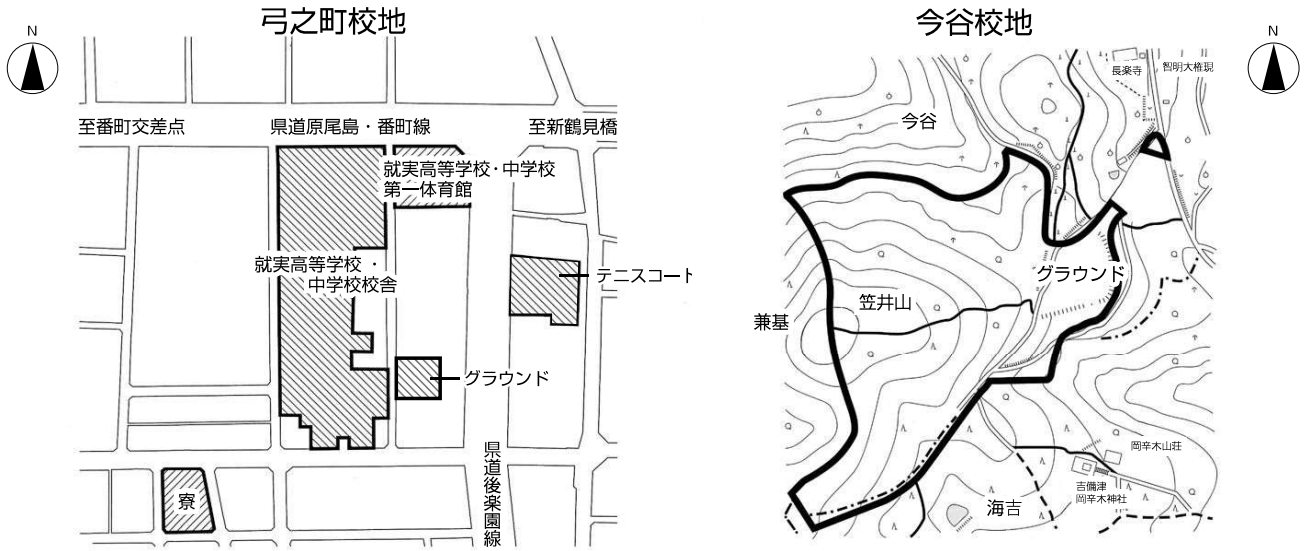 弓之町校地
N
至番町交差点
県道原尾島・番町線
至新鶴見橋
就実高等学校・中学校
第一体育館
就実高等学校・
中学校校舎
テニスコート
グラウンド
県道後楽園線
寮
今谷校地
N
長楽寺
智明大権現
今谷
グラウンド
笠井山
兼基
岡辛木山荘
吉備津
岡辛木神社
海吉